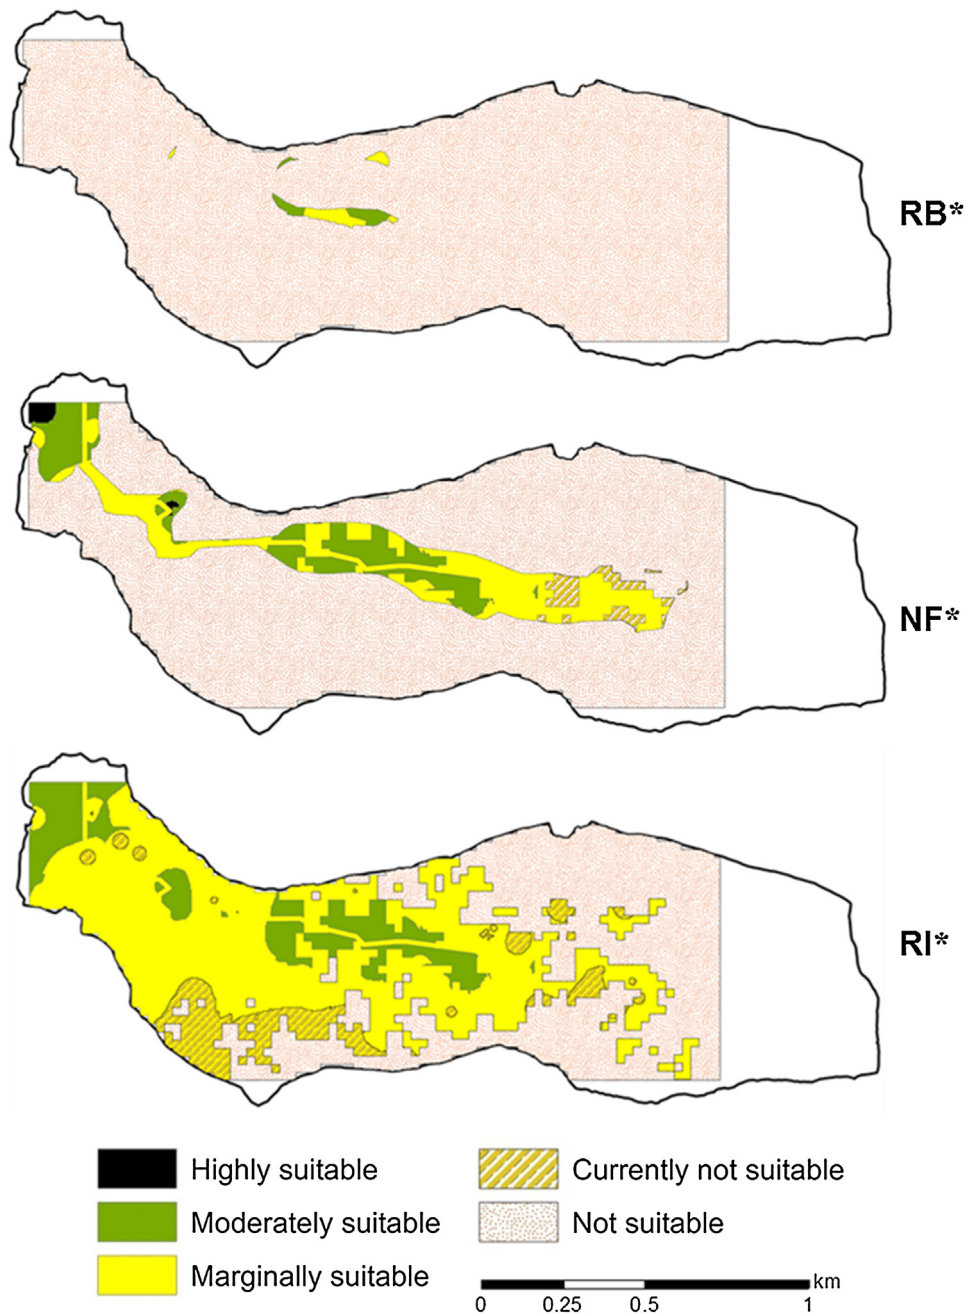 RB*
NF*
RI*
Highly suitable
Currently not suitable
Moderately suitable
Not suitable
Marginally suitable
km
0 0.25 0.5 1